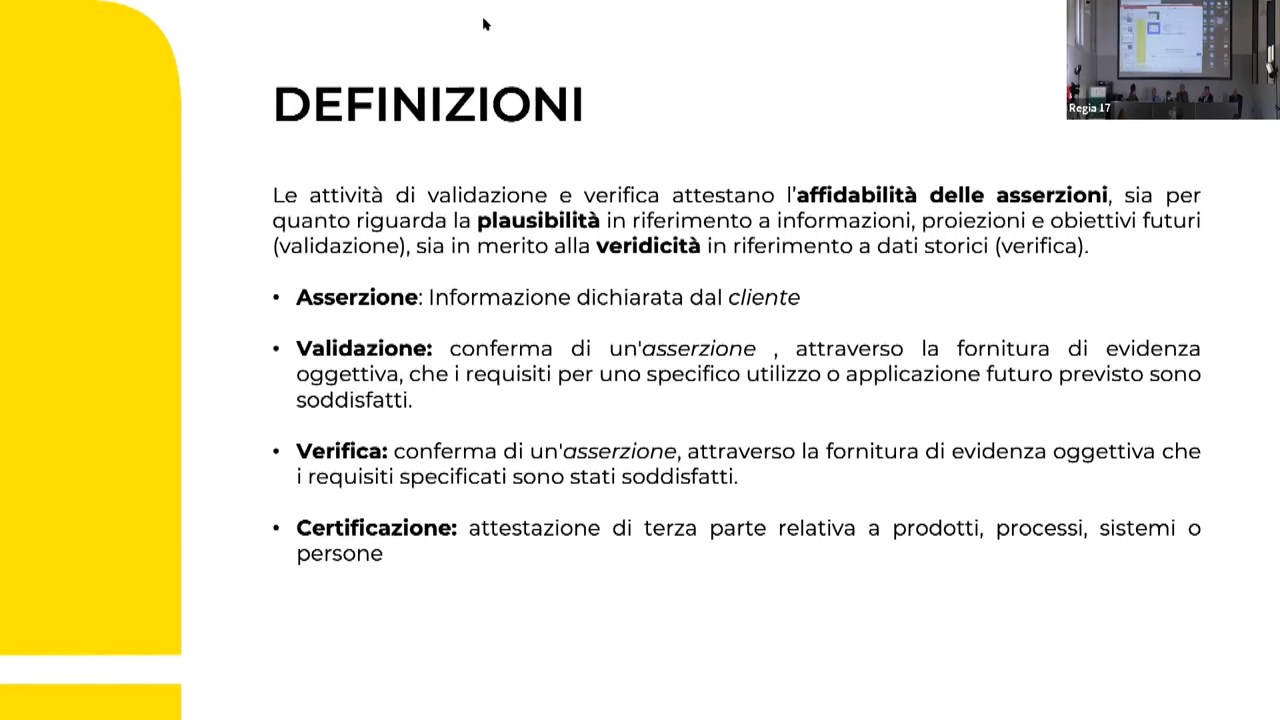 Regia 17
DEFINIZIONI
Le attività di validazione e verifica attestano l’affidabilità delle asserzioni, sia per
quanto riguarda la plausibilità in riferimento a informazioni, proiezioni e obiettivi futuri
(validazione), sia in merito alla veridicità in riferimento a dati storici (verifica).
• Asserzione: Informazione dichiarata dal cliente
• Validazione: conferma di un'asserzione , attraverso la fornitura di evidenza
oggettiva, che i requisiti per uno specifico utilizzo o applicazione futuro previsto sono
soddisfatti.
• Verifica: conferma di un'asserzione, attraverso la fornitura di evidenza oggettiva che
i requisiti specificati sono stati soddisfatti.
• Certificazione: attestazione di terza parte relativa a prodotti, processi, sistemi o
persone